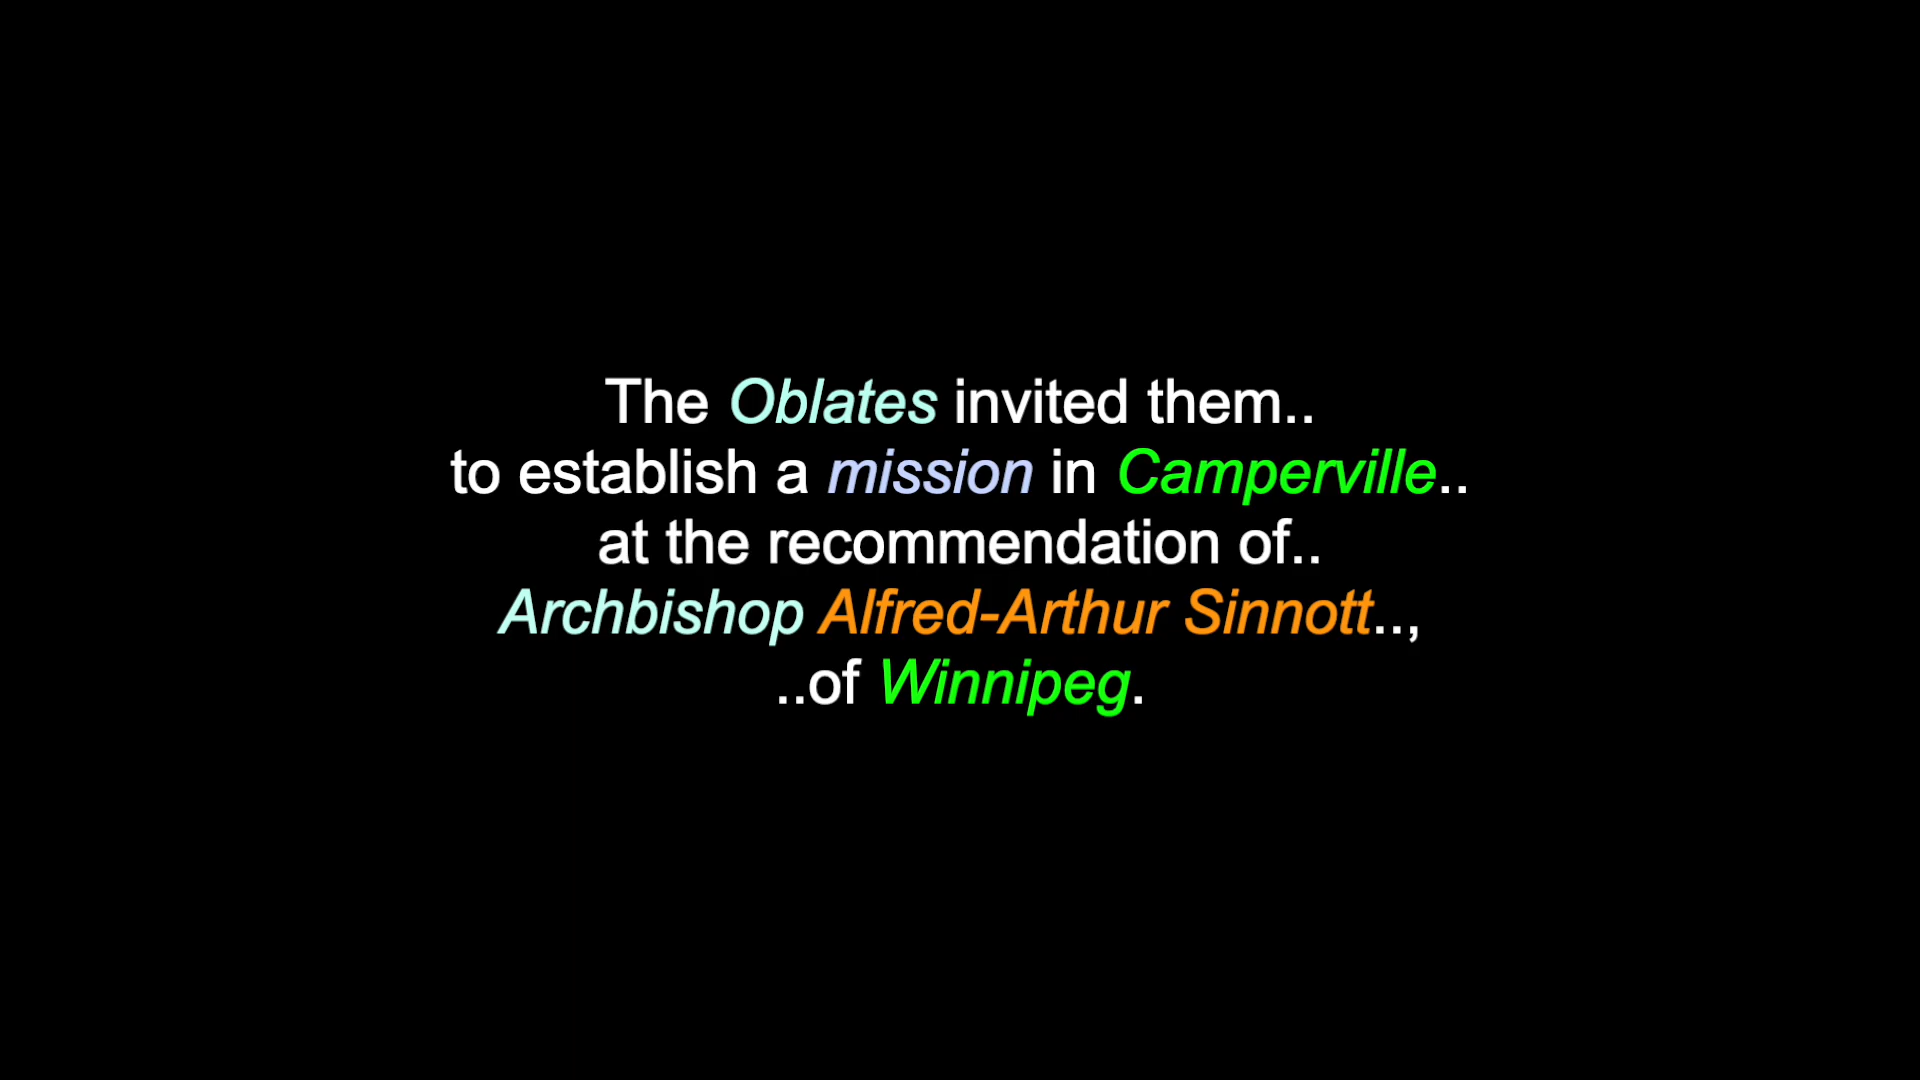 The Oblates invited them..
to establish a mission in Camperville..
at the recommendation of..
Archbishop Alfred-Arthur Sinnott..,
..of Winnipeg.